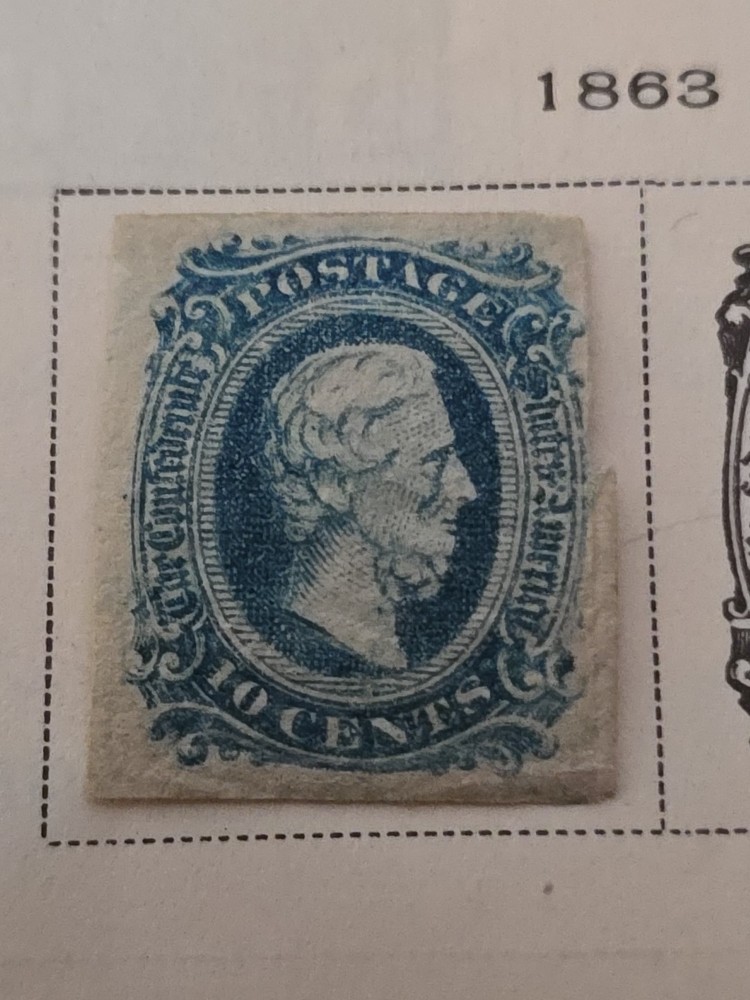 1863
POSTAGE
The Confederate
States of America
10 CENTS